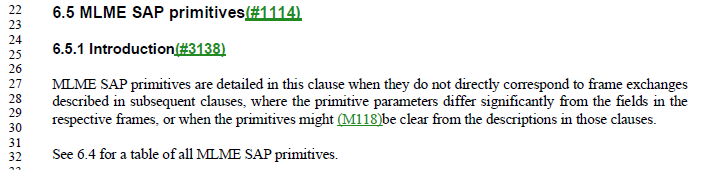 22 6.5 MLME SAP primitives(#1114)
23
24 6.5.1 Introduction(#3138)
25
26
27 MLME SAP primitives are detailed in this clause when they do not directly correspond to frame exchanges
28 described in subsequent clauses, where the primitive parameters differ significantly from the fields in the
29 respective frames, or when the primitives might (M118)be clear from the descriptions in those clauses.
30
31
32 See 6.4 for a table of all MLME SAP primitives.